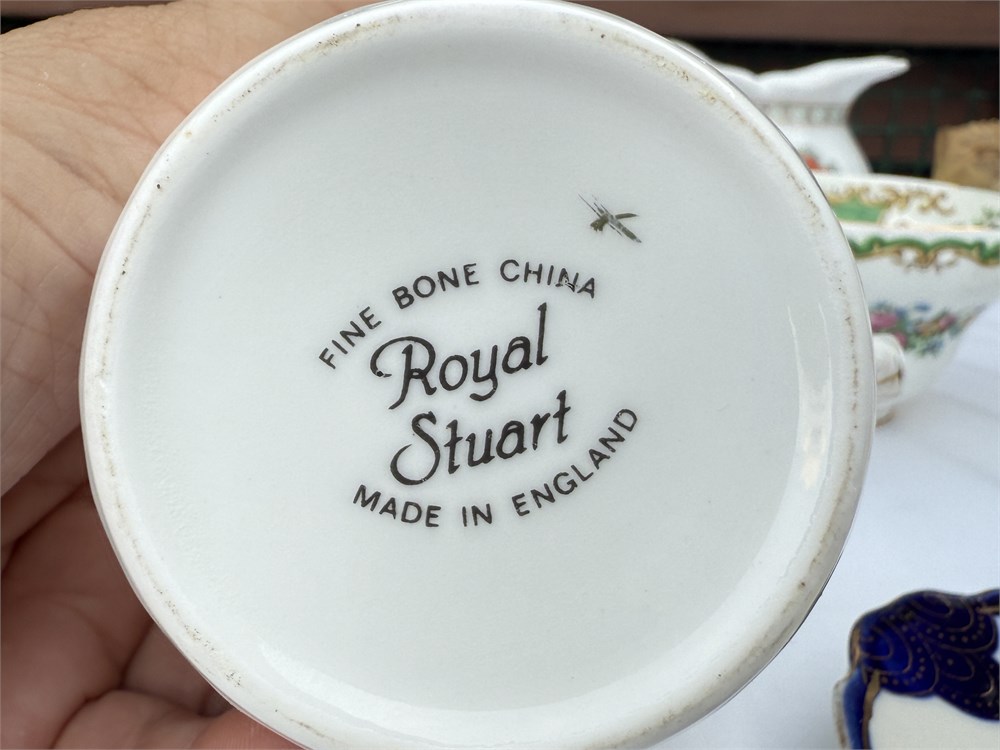 FINE BONE CHINA
Royal
Stuart
MADE IN ENGLAND